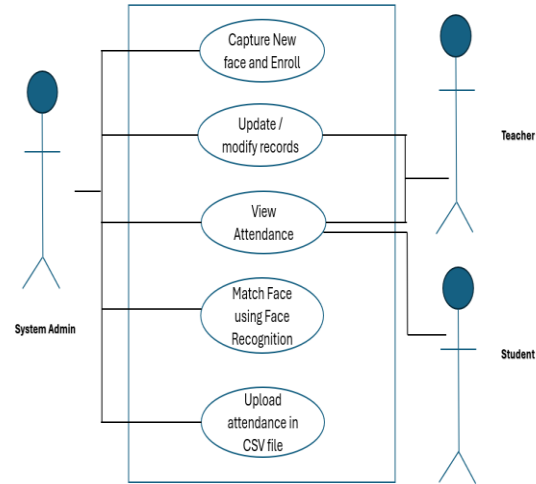 Capture New
face and Enroll
Update /
modify records
Teacher
View
Attendance
Match Face
using Face
Recognition
System Admin
Student
Upload
attendance in
CSV file